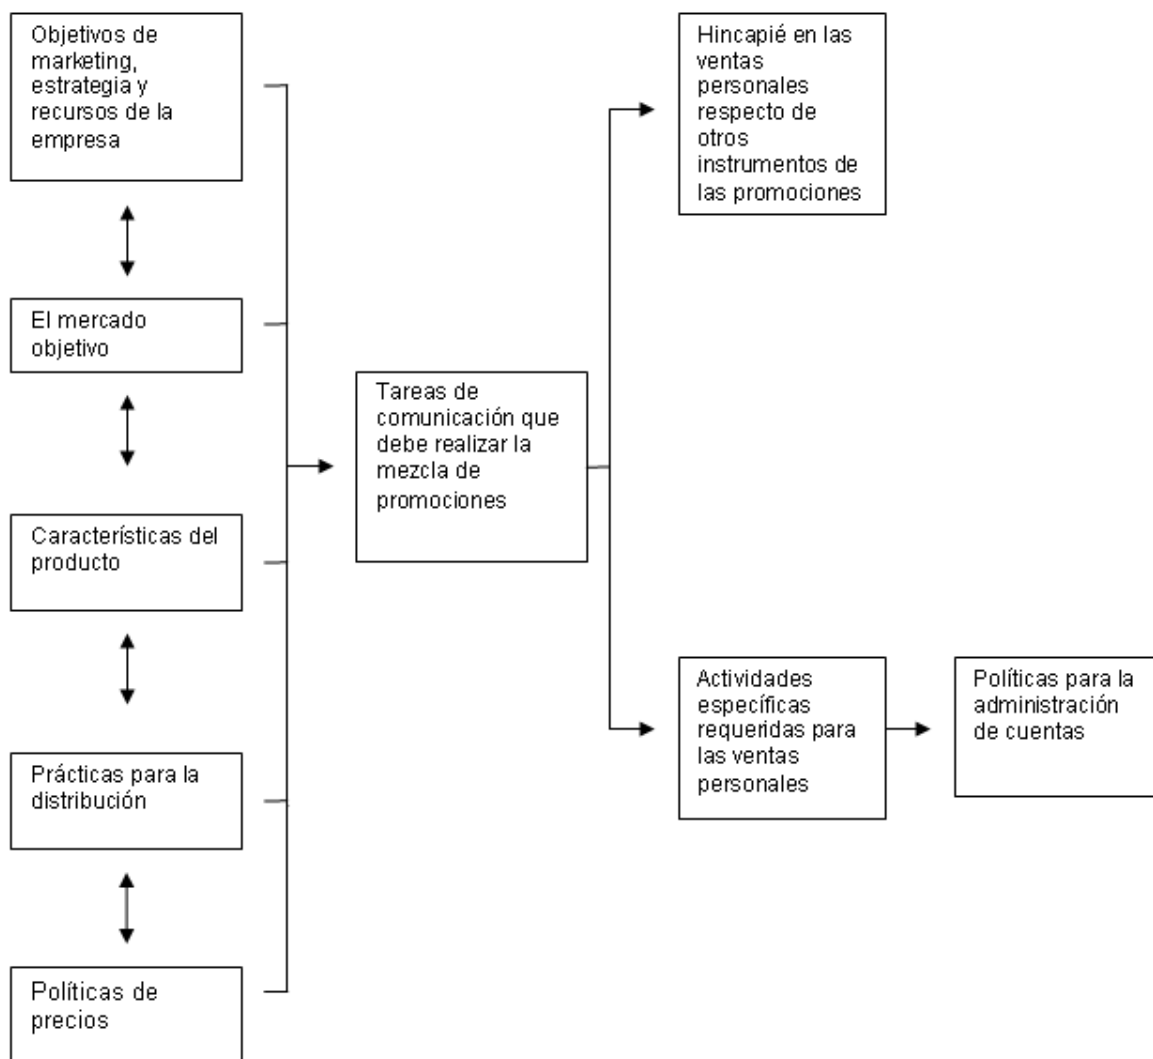 Objetivos de
marketing,
estrategia y
recursos de la
empresa
El mercado
objetivo
Características del
producto
Prácticas para la
distribución
Políticas de
precios
Tareas de
comunicación que
debe realizar la
mezcla de
promociones
Hincapié en las
ventas
personales
respecto de
otros
instrumentos de
las promociones
Actividades
específicas
requeridas para
las ventas
personales
Políticas para la
administración
de cuentas